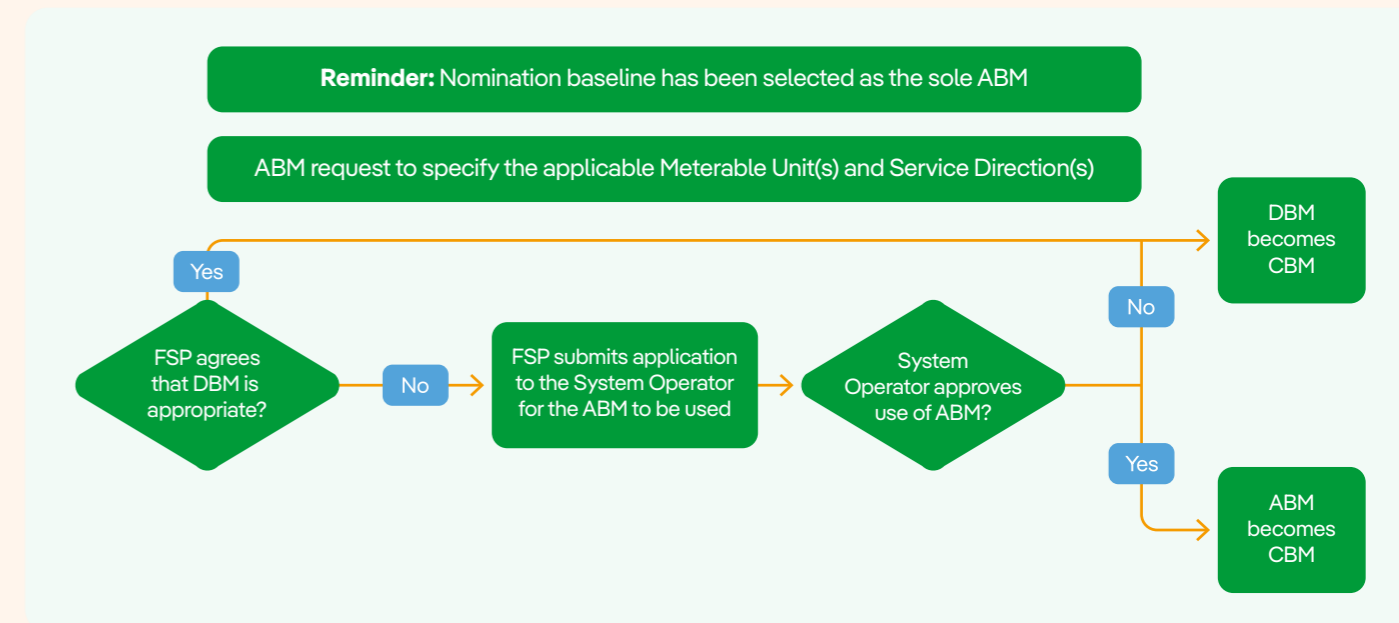 Reminder: Nomination baseline has been selected as the sole ABM
ABM request to specify the applicable Meterable Unit(s) and Service Direction(s)
DBM
becomes
CBM
Yes
No
FSP agrees
that DBM is
appropriate?
No
FSP submits application
to the System Operator
for the ABM to be used
System
Operator approves
use of ABM?
Yes
ABM
becomes
CBM